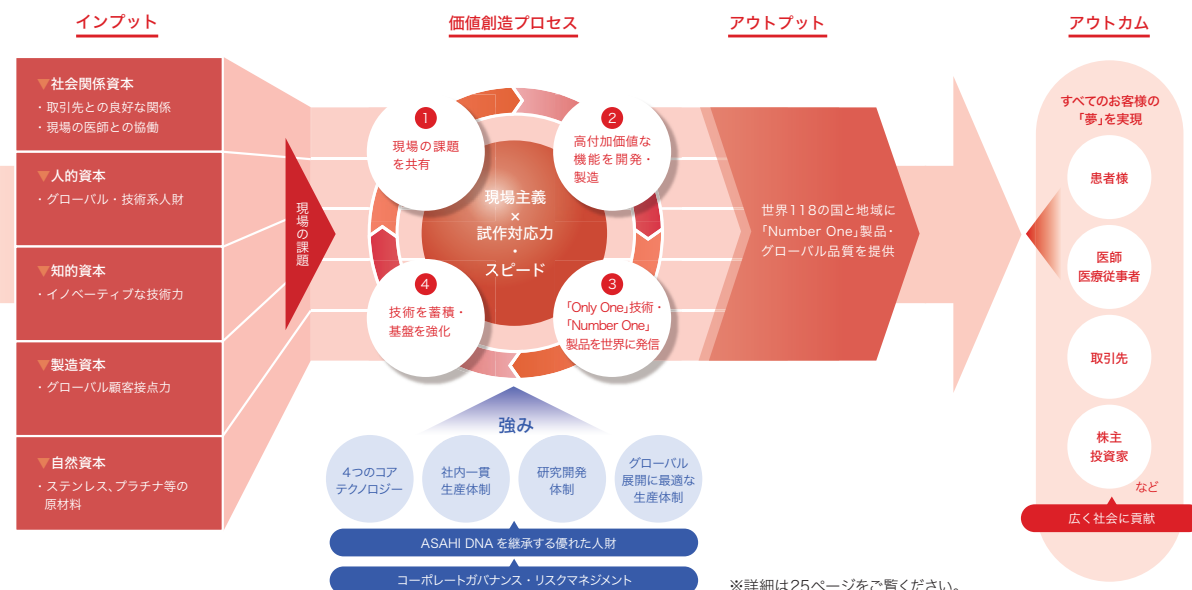 インプット
価値創造プロセス
アウトプット
アウトカム
▼社会関係資本
・取引先との良好な関係
・現場の医師との協働
▼人的資本
・グローバル・技術系人財
▼知的資本
・イノベーティブな技術力
▼製造資本
・グローバル顧客接点力
▼自然資本
・ステンレス、プラチナ等の
原材料
現場の課題
1
現場の課題
を共有
2
高付加価値な
機能を開発・
製造
現場主義
×
試作対応力
・
スピード
4
技術を蓄積・
基盤を強化
3
「Only One」技術・
「Number One」
製品を世界に発信
強み
4つのコア
テクノロジー
社内一貫
生産体制
研究開発
体制
グローバル
展開に最適な
生産体制
ASAHI DNA を継承する優れた人財
コーポレートガバナンス・リスクマネジメント
世界118の国と地域に
「Number One」製品・
グローバル品質を提供
すべてのお客様の
「夢」を実現
患者様
医師
医療従事者
取引先
株主
投資家
など
広く社会に貢献
※詳細は25ページをご覧ください。